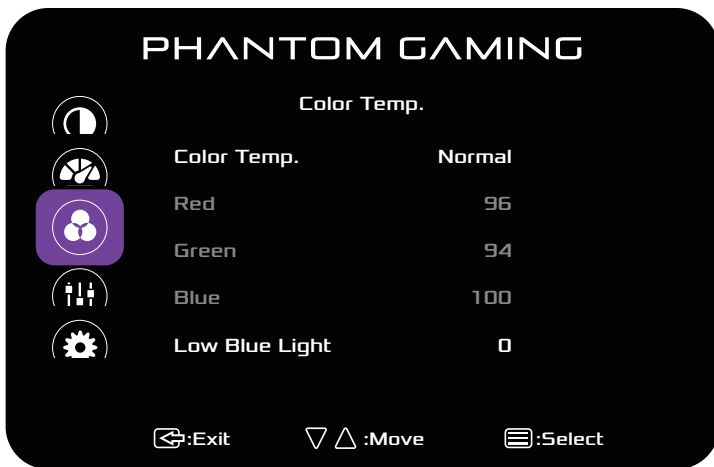 PHANTOM GAMING
Color Temp.
Color Temp. Normal
Red 96
Green 94
Blue 100
Low Blue Light 0
:Exit :Move :Select